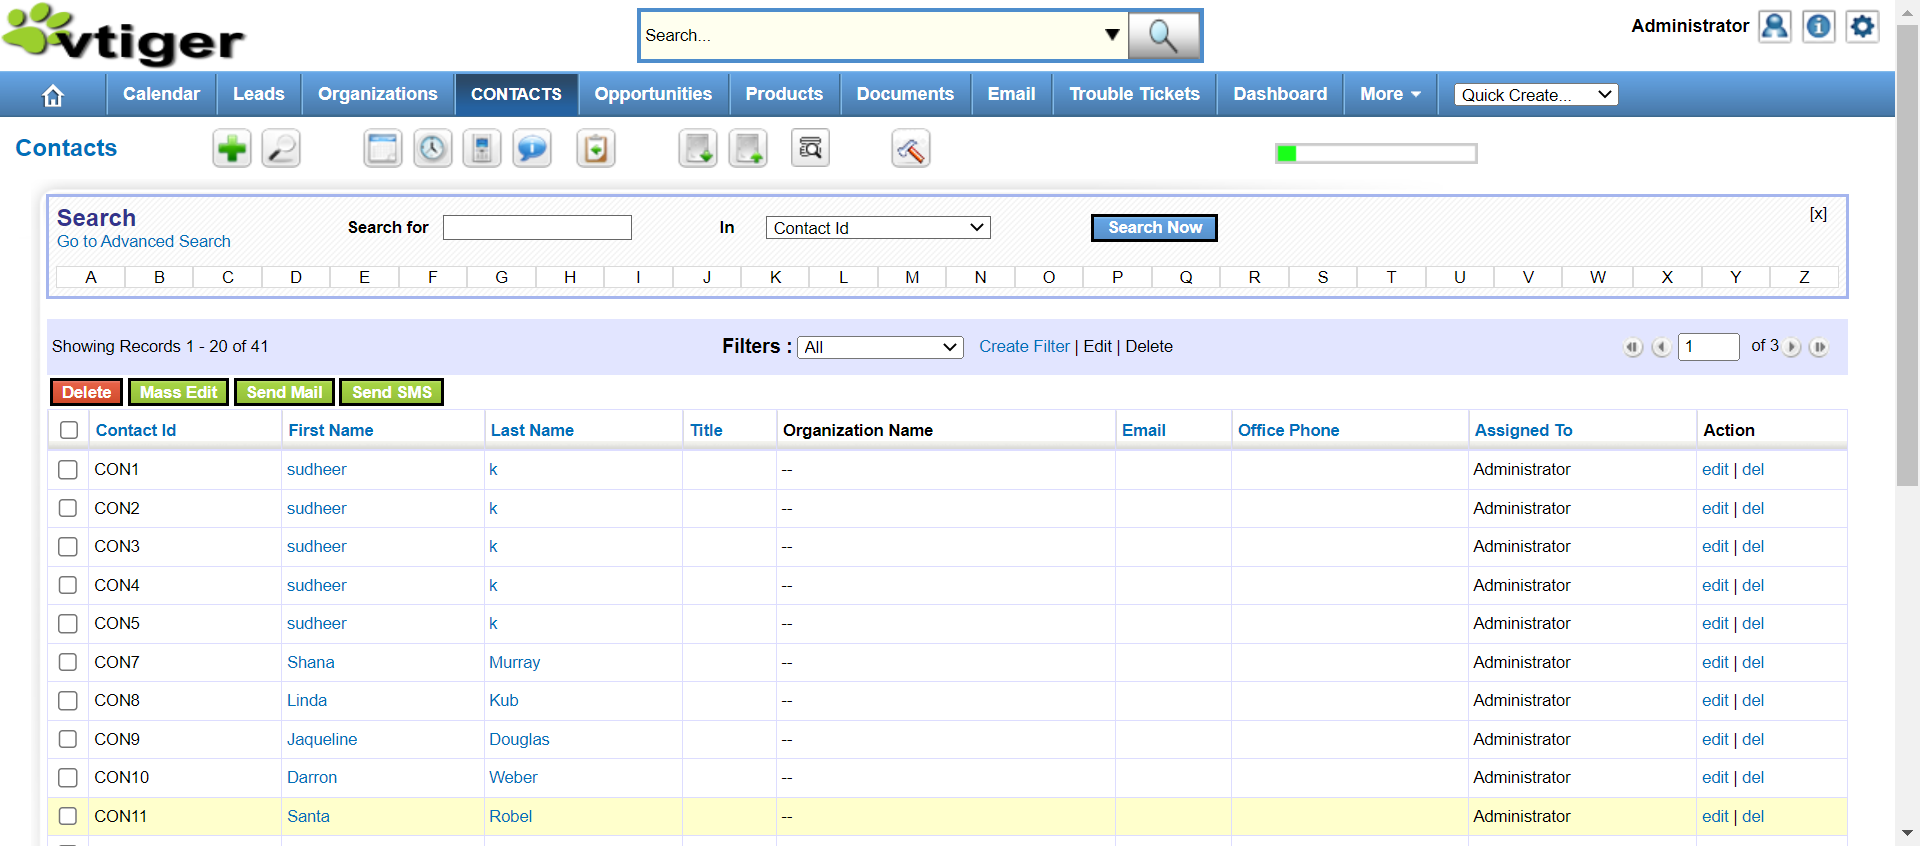 vtiger
Search...
Administrator
Calendar Leads Organizations CONTACTS Opportunities Products Documents Email Trouble Tickets Dashboard More Quick Create...
Contacts
Search
Go to Advanced Search
Search for
In
Contact Id
Search Now
[x]
A B C D E F G H I J K L M N O P Q R S T U V W X Y Z
Showing Records 1 - 20 of 41
Filters : All
Create Filter | Edit | Delete
1 of 3
Delete Mass Edit Send Mail Send SMS
Contact Id First Name Last Name Title Organization Name Email Office Phone Assigned To Action
CON1 sudheer k -- Administrator edit | del
CON2 sudheer k -- Administrator edit | del
CON3 sudheer k -- Administrator edit | del
CON4 sudheer k -- Administrator edit | del
CON5 sudheer k -- Administrator edit | del
CON7 Shana Murray -- Administrator edit | del
CON8 Linda Kub -- Administrator edit | del
CON9 Jaqueline Douglas -- Administrator edit | del
CON10 Darron Weber -- Administrator edit | del
CON11 Santa Robel -- Administrator edit | del